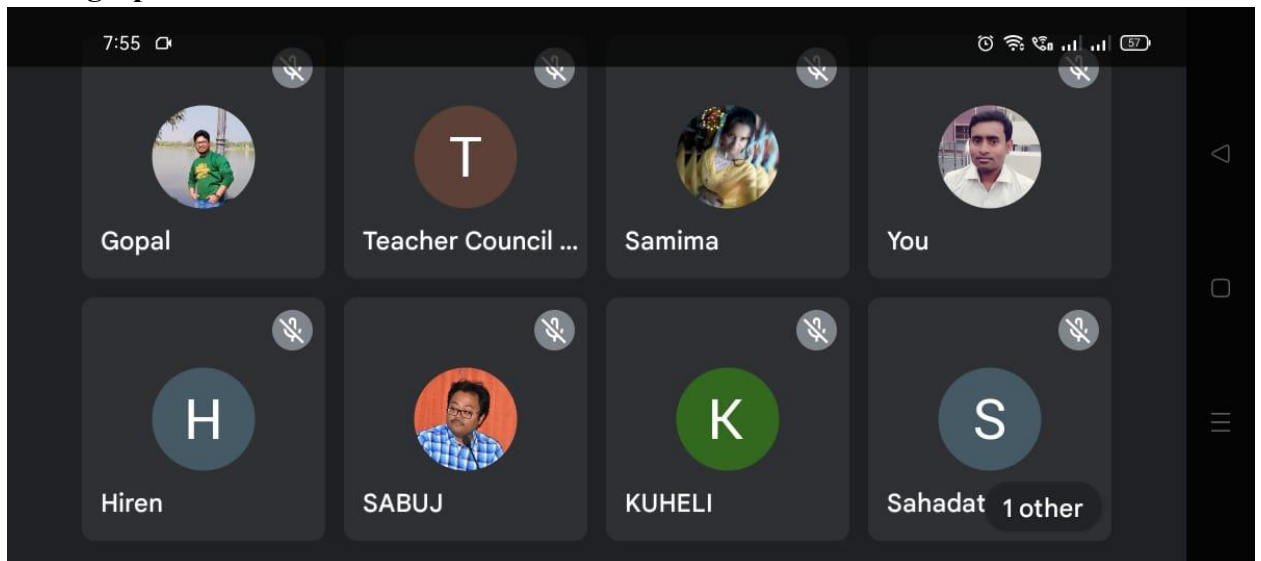 7:55
57
T
Gopal
Teacher Council ...
Samima
You
H
K
S
Hiren
SABUJ
KUHELI
Sahadat
1 other